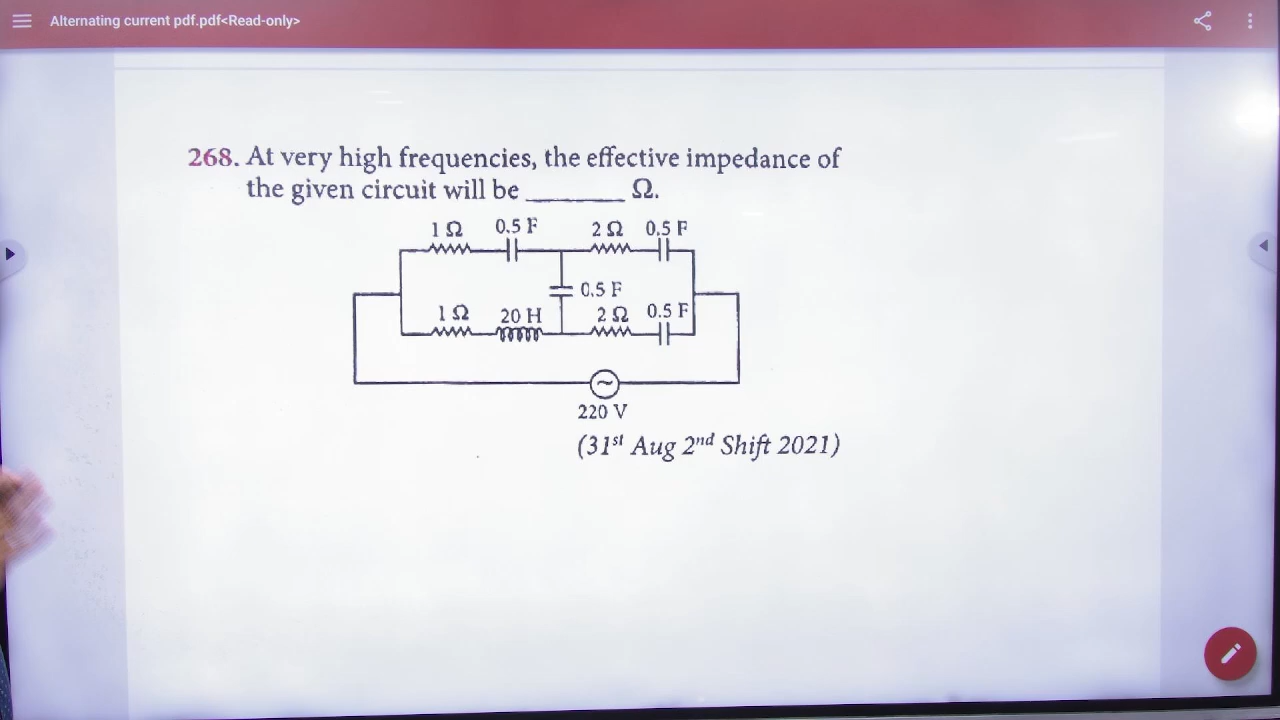 Alternating current pdf.pdf<Read-only>
268. At very high frequencies, the effective impedance of
the given circuit will be ________ Ω.
1 Ω 0.5 F 2 Ω 0.5 F
0.5 F
1 Ω 20 H 2 Ω 0.5 F
220 V
(31st Aug 2nd Shift 2021)